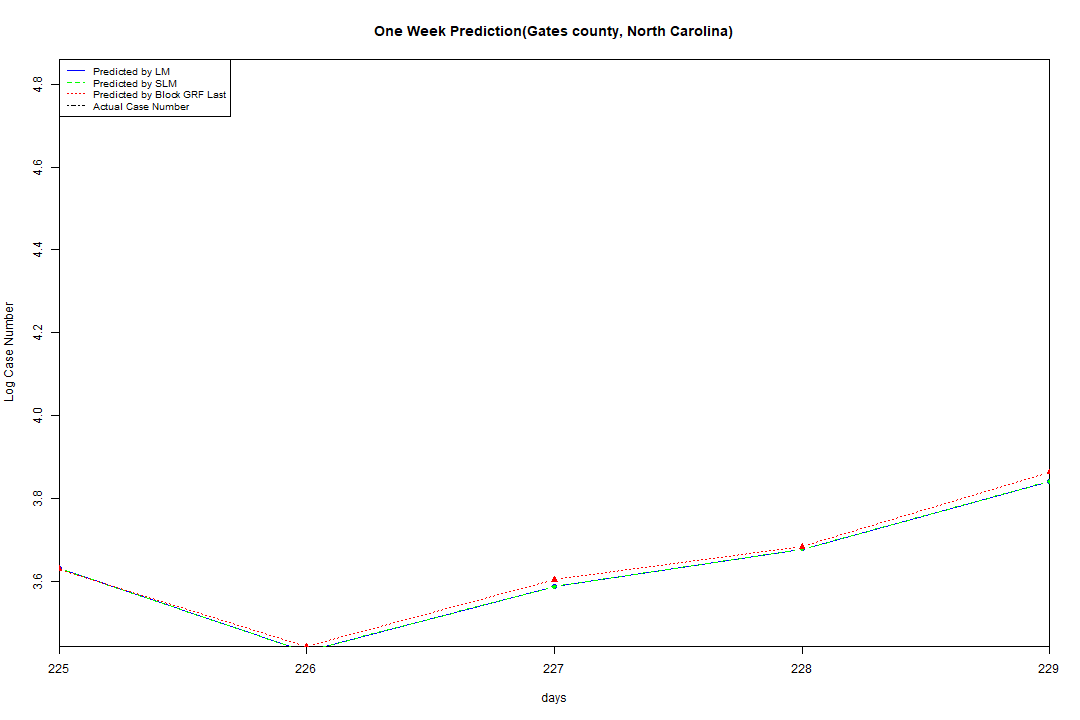 One Week Prediction(Gates county, North Carolina)
Predicted by LM
Predicted by SLM
Predicted by Block GRF Last
Actual Case Number
Log Case Number
4.8
4.6
4.4
4.2
4.0
3.8
3.6
225 226 227 228 229
days